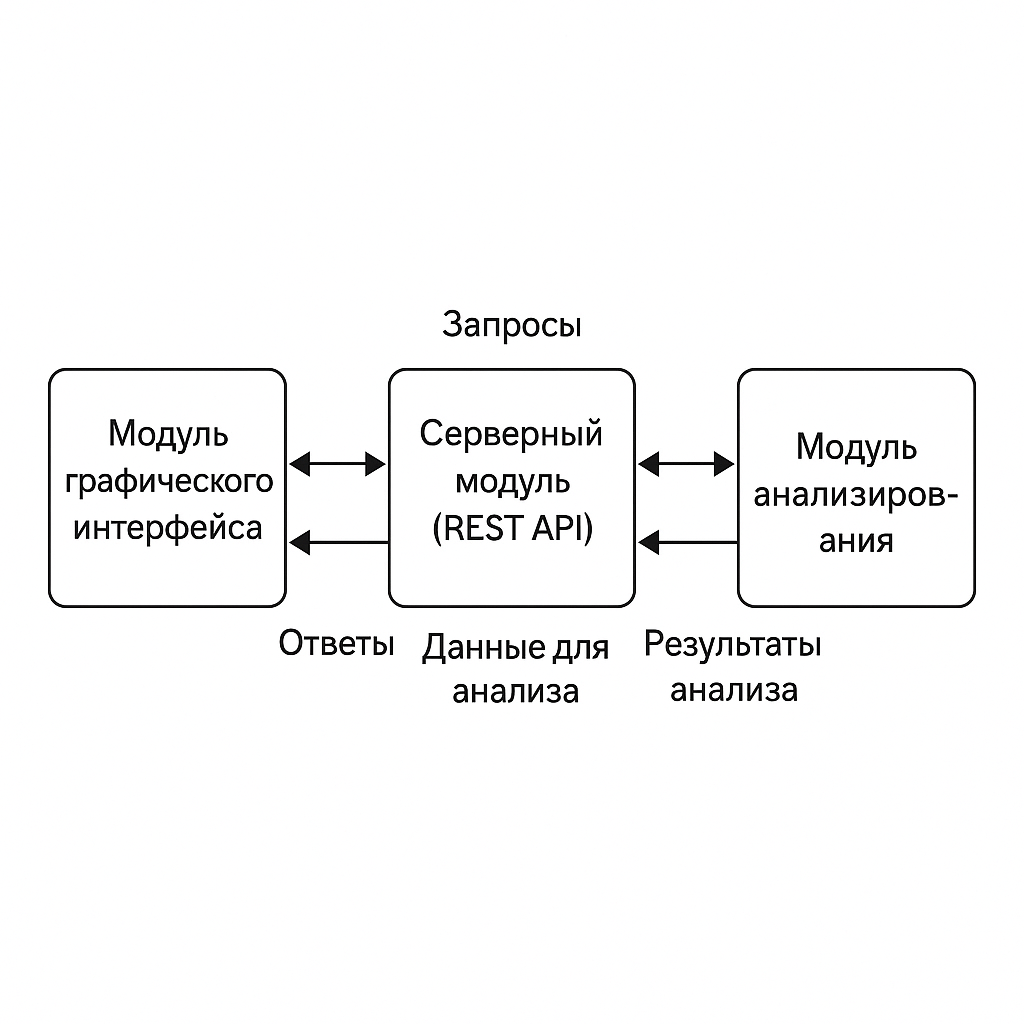 Запросы
Модуль
графического
интерфейса
Серверный
модуль
(REST API)
Модуль
анализиров-
ания
Ответы
Данные для
анализа
Результаты
анализа